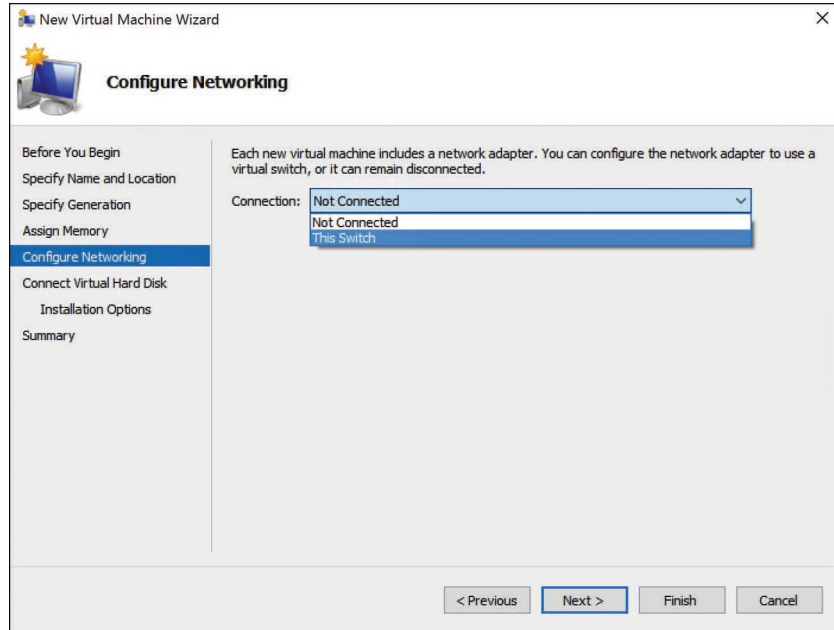 New Virtual Machine Wizard
Configure Networking
Before You Begin
Specify Name and Location
Specify Generation
Assign Memory
Configure Networking
Connect Virtual Hard Disk
Installation Options
Summary
Each new virtual machine includes a network adapter. You can configure the network adapter to use a
virtual switch, or it can remain disconnected.
Connection: Not Connected
Not Connected
This Switch
< Previous Next > Finish Cancel